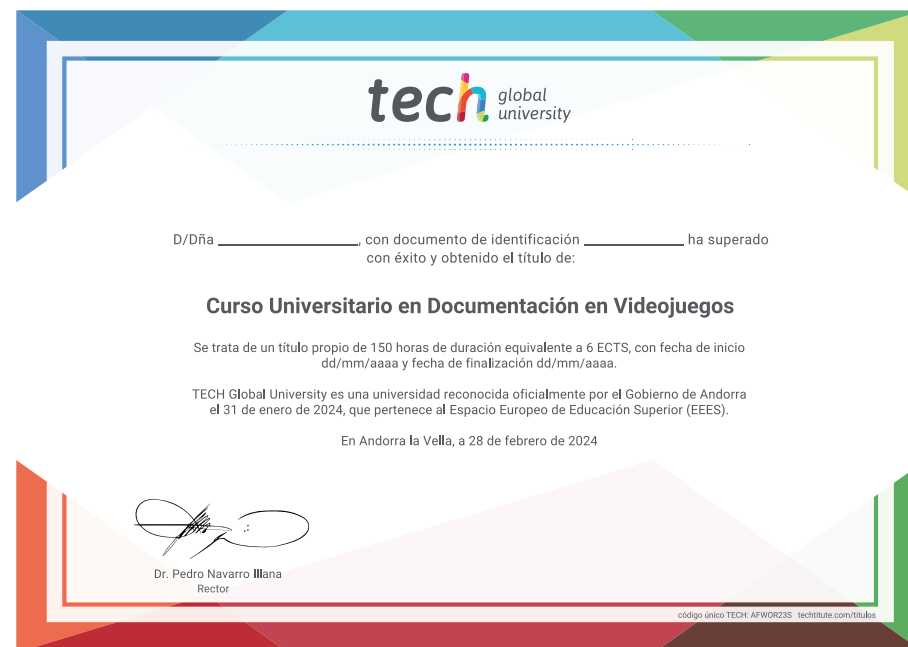 tech global university
D/Dña ____________________, con documento de identificación ______________ ha superado
con éxito y obtenido el título de:
Curso Universitario en Documentación en Videojuegos
Se trata de un título propio de 150 horas de duración equivalente a 6 ECTS, con fecha de inicio
dd/mm/aaaa y fecha de finalización dd/mm/aaaa.
TECH Global University es una universidad reconocida oficialmente por el Gobierno de Andorra
el 31 de enero de 2024, que pertenece al Espacio Europeo de Educación Superior (EEES).
En Andorra la Vella, a 28 de febrero de 2024
Dr. Pedro Navarro Illana
Rector
código único TECH: AFWOR23S techtitute.com/titulos